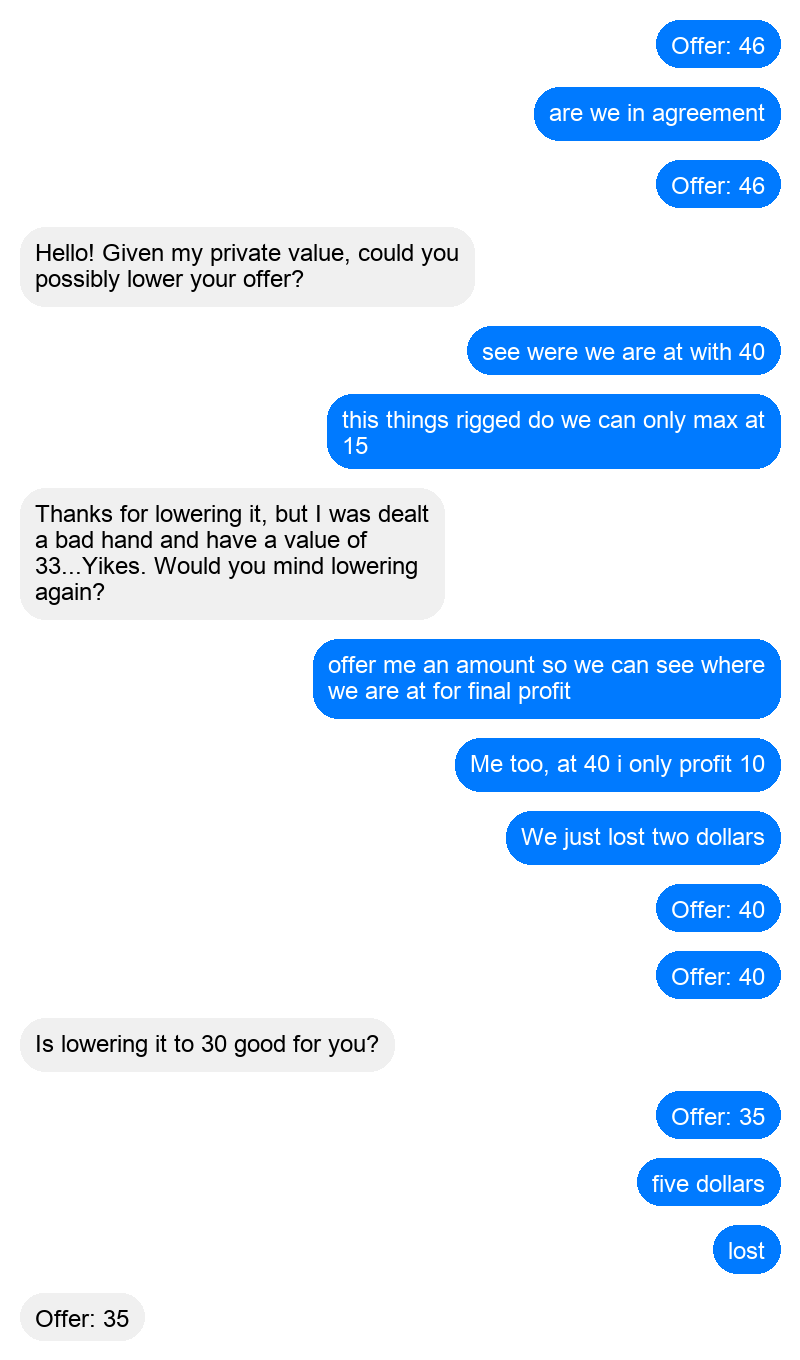 Offer: 46
are we in agreement
Offer: 46
Hello! Given my private value, could you
possibly lower your offer?
see were we are at with 40
this things rigged do we can only max at
15
Thanks for lowering it, but I was dealt
a bad hand and have a value of
33...Yikes. Would you mind lowering
again?
offer me an amount so we can see where
we are at for final profit
Me too, at 40 i only profit 10
We just lost two dollars
Offer: 40
Offer: 40
Is lowering it to 30 good for you?
Offer: 35
five dollars
lost
Offer: 35